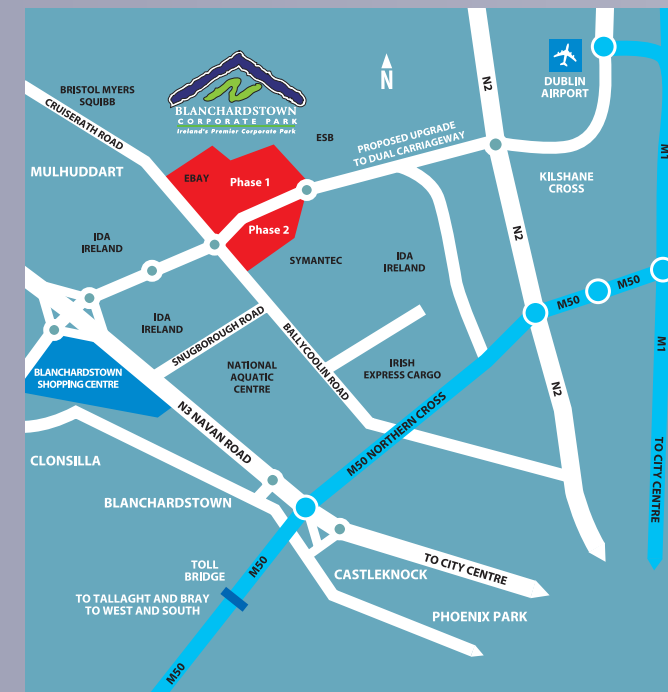 BLANCHARDSTOWN
CORPORATE PARK
Ireland's Premier Corporate Park
N
DUBLIN
AIRPORT
N2
BRISTOL MYERS
SQUIBB
CRUISERATH ROAD
ESB
PROPOSED UPGRADE
TO DUAL CARRIAGEWAY
M1
MULHUDDART
EBAY
Phase 1
KILSHANE
CROSS
Phase 2
N2
IDA
IRELAND
SYMANTEC
IDA
IRELAND
M50
M50
IDA
IRELAND
SNUGBOROUGH ROAD
BALLYCOOLIN ROAD
M1
BLANCHARDSTOWN
SHOPPING CENTRE
NATIONAL
AQUATIC
CENTRE
IRISH
EXPRESS CARGO
N2
N3 NAVAN ROAD
M50 NORTHERN CROSS
TO CITY CENTRE
CLONSILLA
BLANCHARDSTOWN
TOLL
BRIDGE
M50
TO CITY CENTRE
CASTLEKNOCK
TO TALLAGHT AND BRAY
TO WEST AND SOUTH
PHOENIX PARK
M50